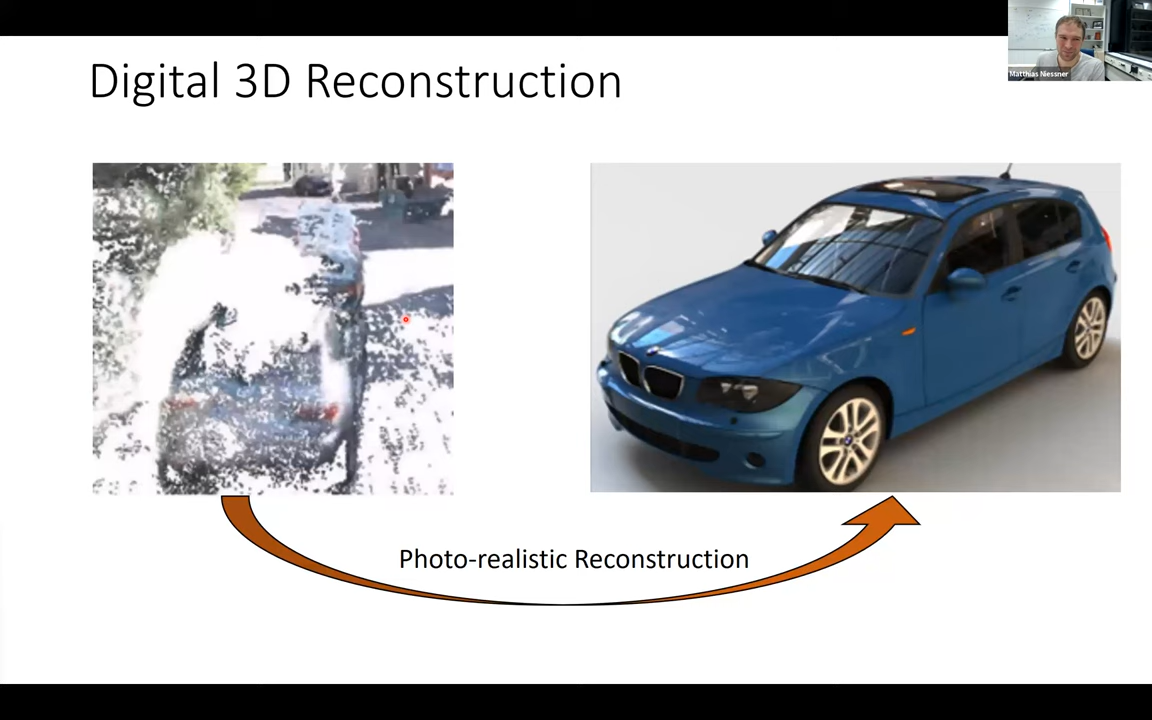 Digital 3D Reconstruction
Matthias Niessner
Photo-realistic Reconstruction